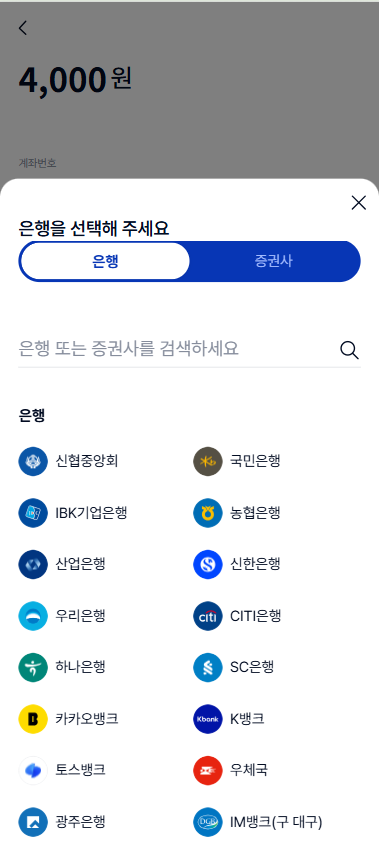 4,000 원
계좌번호
은행을 선택해 주세요
은행 증권사
은행 또는 증권사를 검색하세요
은행
신협중앙회 국민은행
IBK기업은행 농협은행
산업은행 신한은행
우리은행 citi CITI은행
하나은행 SC은행
B 카카오뱅크 Kbank K뱅크
토스뱅크 우체국
광주은행 DGB IM뱅크(구 대구)